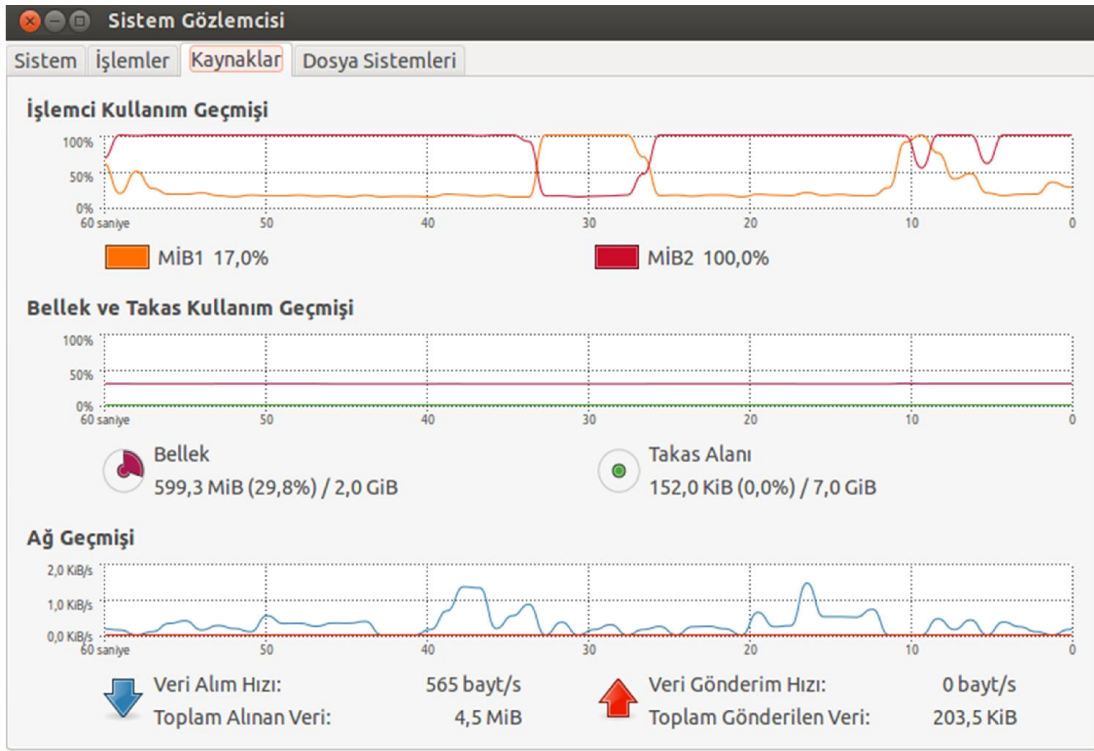 Sistem Gözlemcisi
Sistem İşlemler Kaynaklar Dosya Sistemleri
İşlemci Kullanım Geçmişi
100%
50%
0%
60 saniye 50 40 30 20 10 0
MİB1 17,0% MİB2 100,0%
Bellek ve Takas Kullanım Geçmişi
100%
50%
0%
60 saniye 50 40 30 20 10 0
Bellek
599,3 MiB (29,8%) / 2,0 GiB
Takas Alanı
152,0 KiB (0,0%) / 7,0 GiB
Ağ Geçmişi
2,0 KiB/s
1,0 KiB/s
0,0 KiB/s
60 saniye 50 40 30 20 10 0
Veri Alım Hızı: 565 bayt/s
Toplam Alınan Veri: 4,5 MiB
Veri Gönderim Hızı: 0 bayt/s
Toplam Gönderilen Veri: 203,5 KiB